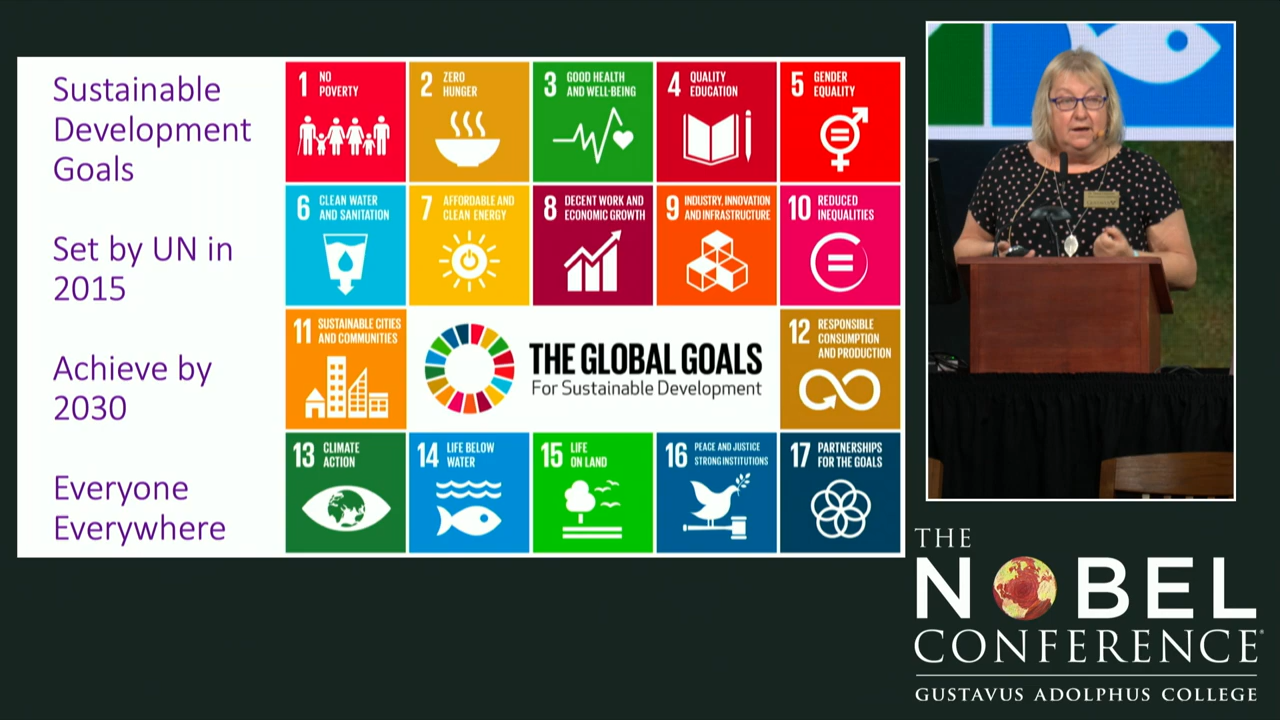 Sustainable
Development
Goals
Set by UN in
2015
Achieve by
2030
Everyone
Everywhere
1 NO
POVERTY
2 ZERO
HUNGER
3 GOOD HEALTH
AND WELL-BEING
4 QUALITY
EDUCATION
5 GENDER
EQUALITY
6 CLEAN WATER
AND SANITATION
7 AFFORDABLE AND
CLEAN ENERGY
8 DECENT WORK AND
ECONOMIC GROWTH
9 INDUSTRY, INNOVATION
AND INFRASTRUCTURE
10 REDUCED
INEQUALITIES
11 SUSTAINABLE CITIES
AND COMMUNITIES
THE GLOBAL GOALS
For Sustainable Development
12 RESPONSIBLE
CONSUMPTION
AND PRODUCTION
13 CLIMATE
ACTION
14 LIFE BELOW
WATER
15 LIFE
ON LAND
16 PEACE AND JUSTICE
STRONG INSTITUTIONS
17 PARTNERSHIPS
FOR THE GOALS
THE
NOBEL
CONFERENCE
GUSTAVUS ADOLPHUS COLLEGE